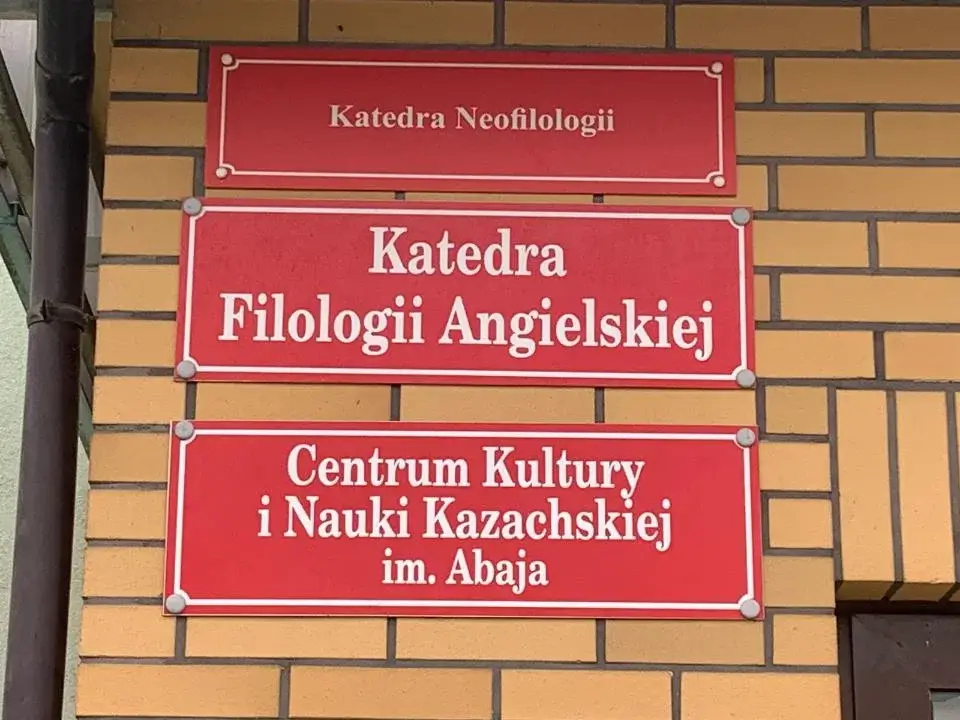 Katedra Neofilologii
Katedra
Filologii Angielskiej
Centrum Kultury
i Nauki Kazachskiej
im. Abaja